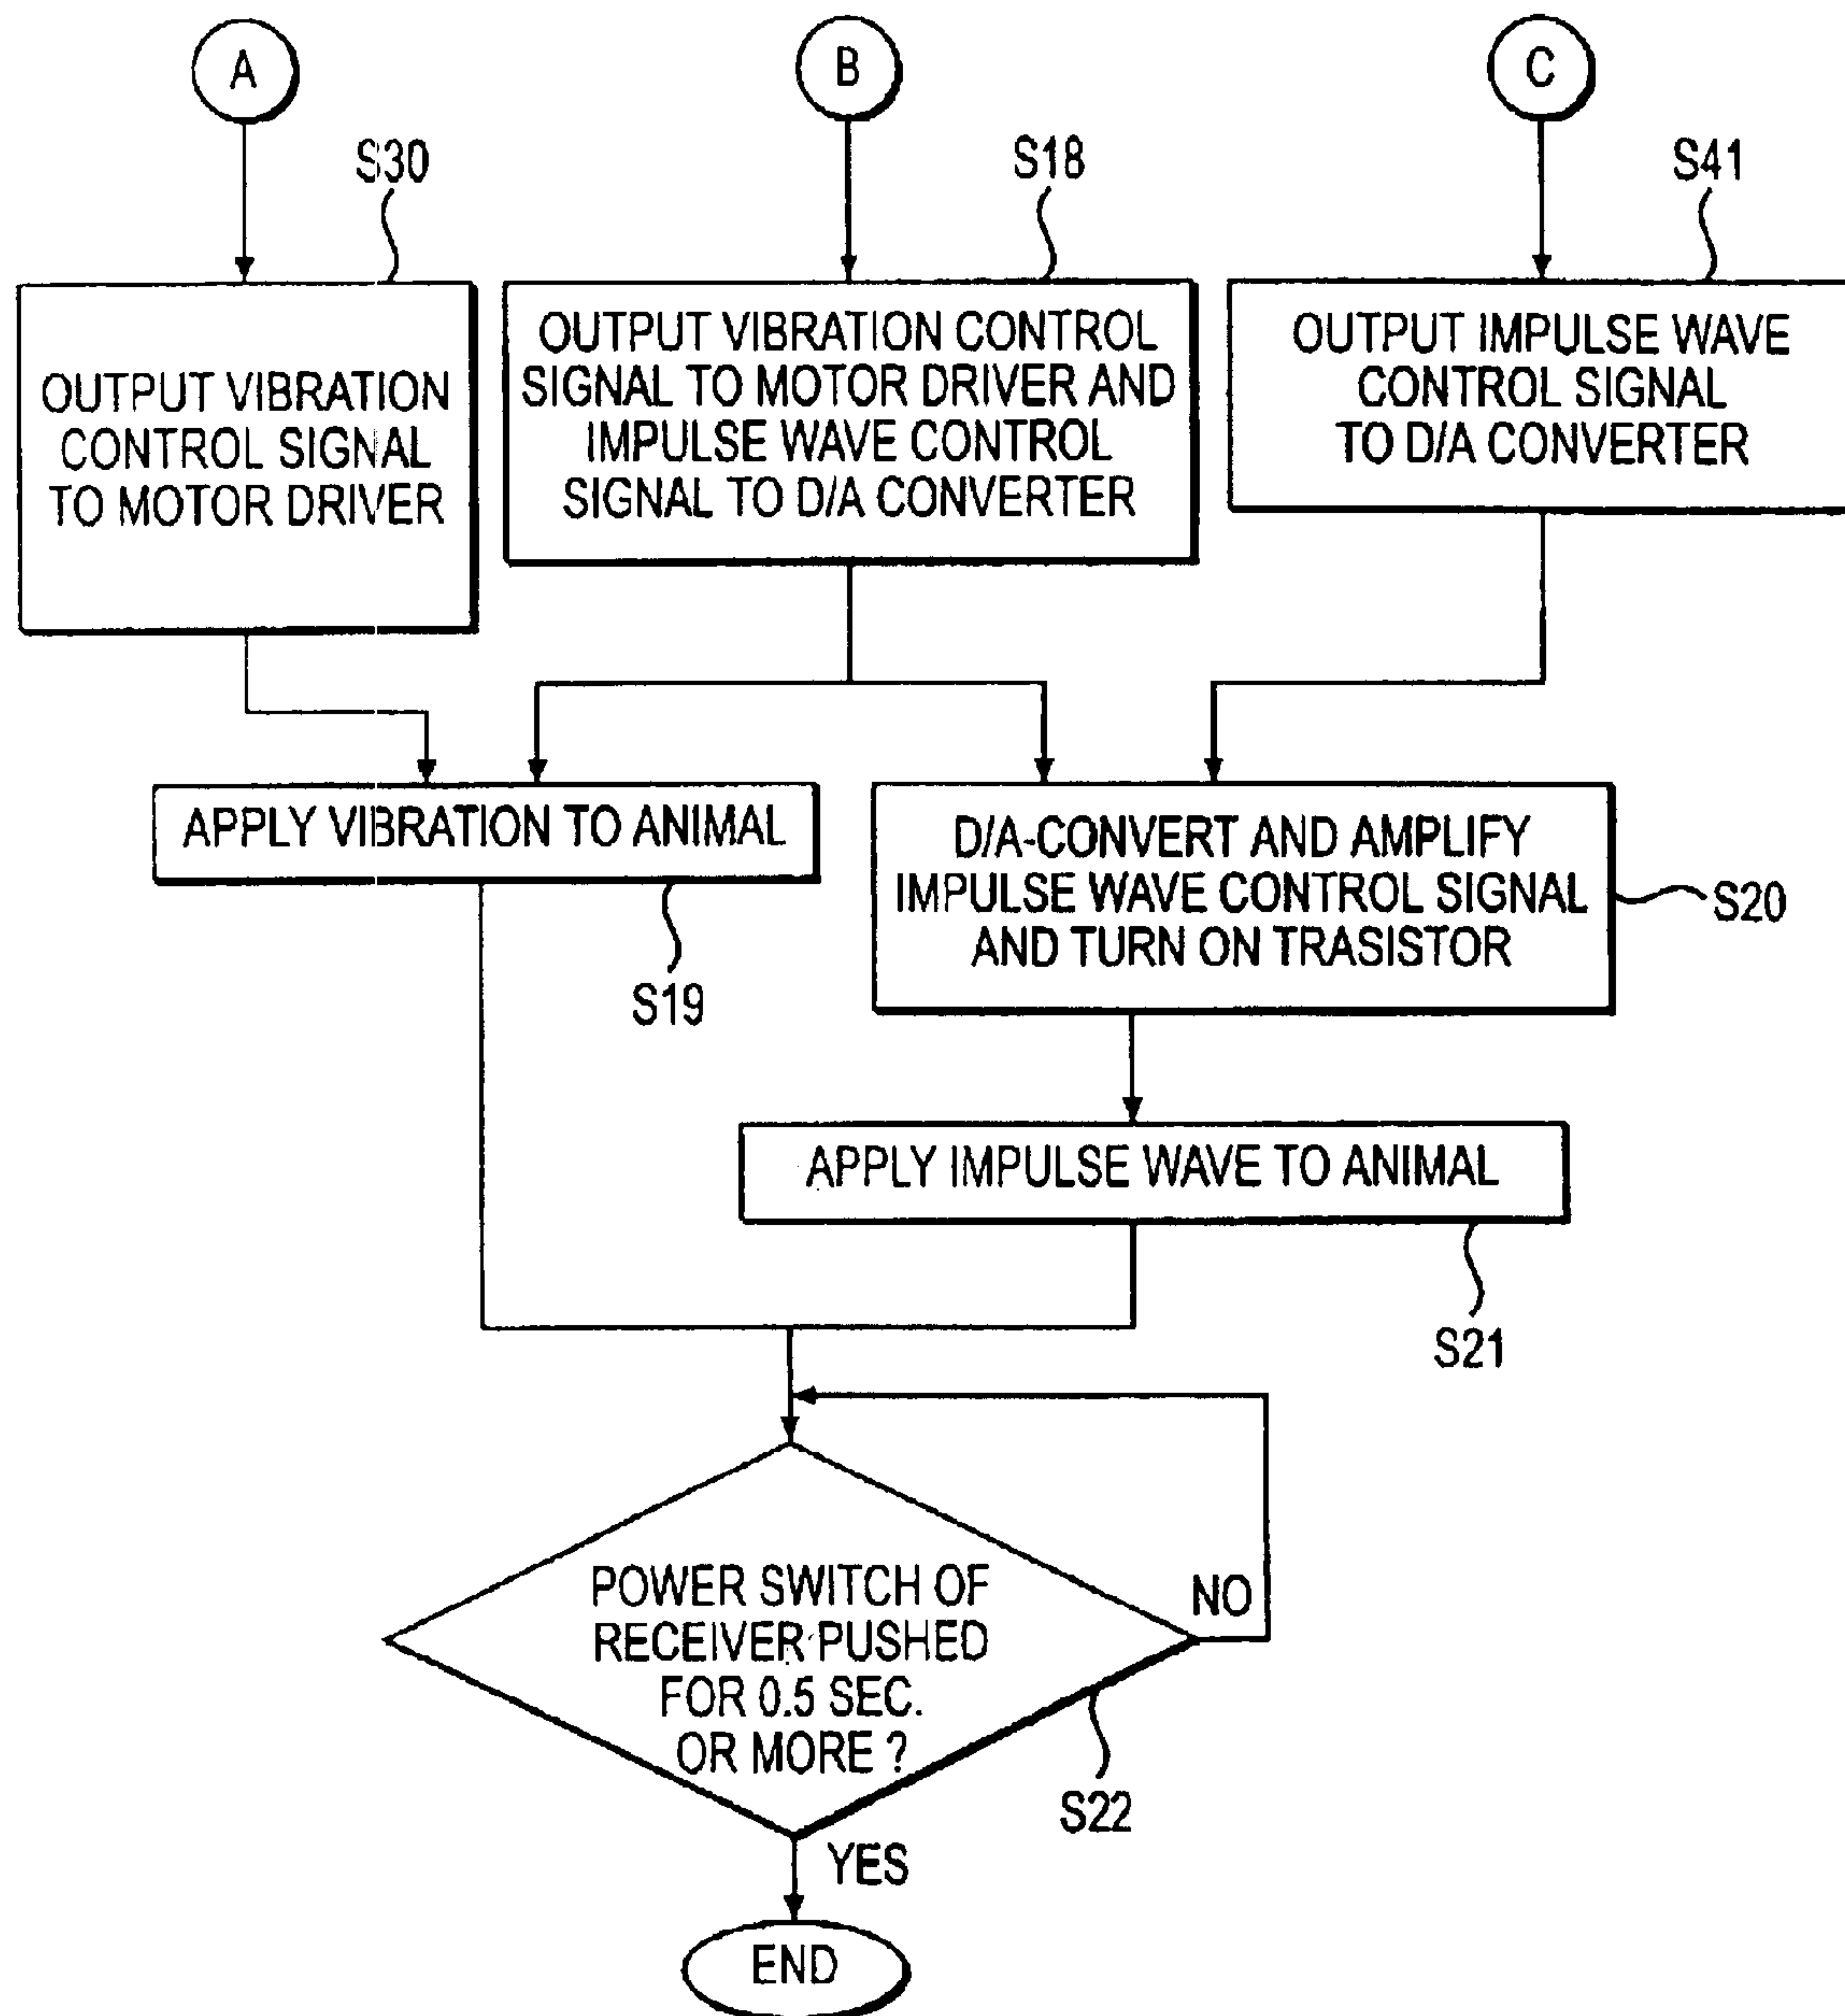 A
B
C
S30
S18
S41
OUTPUT VIBRATION
CONTROL SIGNAL
TO MOTOR DRIVER
OUTPUT VIBRATION CONTROL
SIGNAL TO MOTOR DRIVER AND
IMPULSE WAVE CONTROL
SIGNAL TO D/A CONVERTER
OUTPUT IMPULSE WAVE
CONTROL SIGNAL
TO D/A CONVERTER
APPLY VIBRATION TO ANIMAL
S19
D/A-CONVERT AND AMPLIFY
IMPULSE WAVE CONTROL SIGNAL
AND TURN ON TRASISTOR
S20
APPLY IMPULSE WAVE TO ANIMAL
S21
POWER SWITCH OF
RECEIVER PUSHED
FOR 0.5 SEC.
OR MORE ?
NO
S22
YES
END